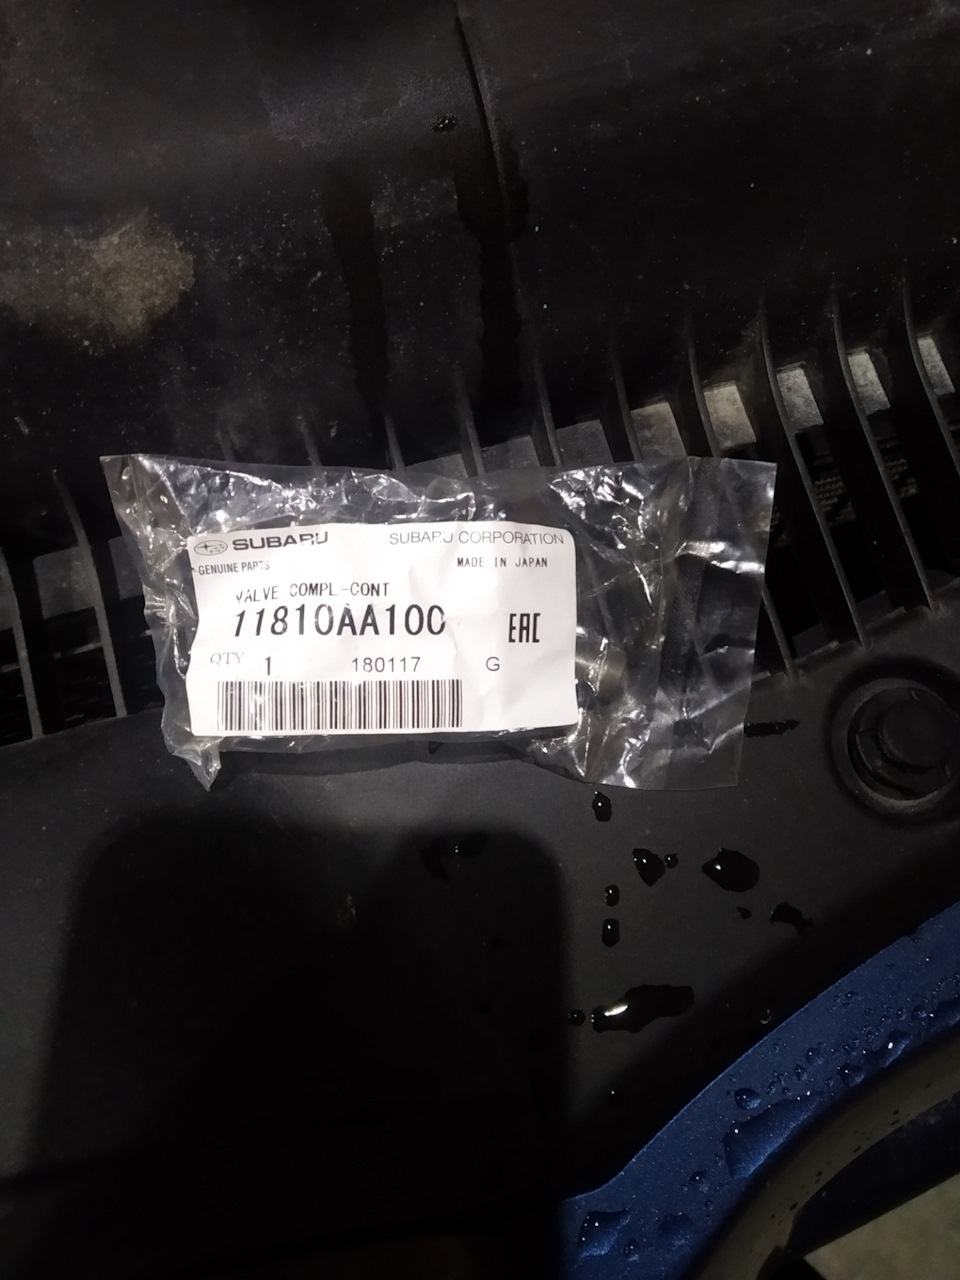 SUBARU SUBARU CORPORATION
GENUINE PARTS MADE IN JAPAN
VALVE COMPL-CONT
11810AA100
EAC
QTY 1 180117 G